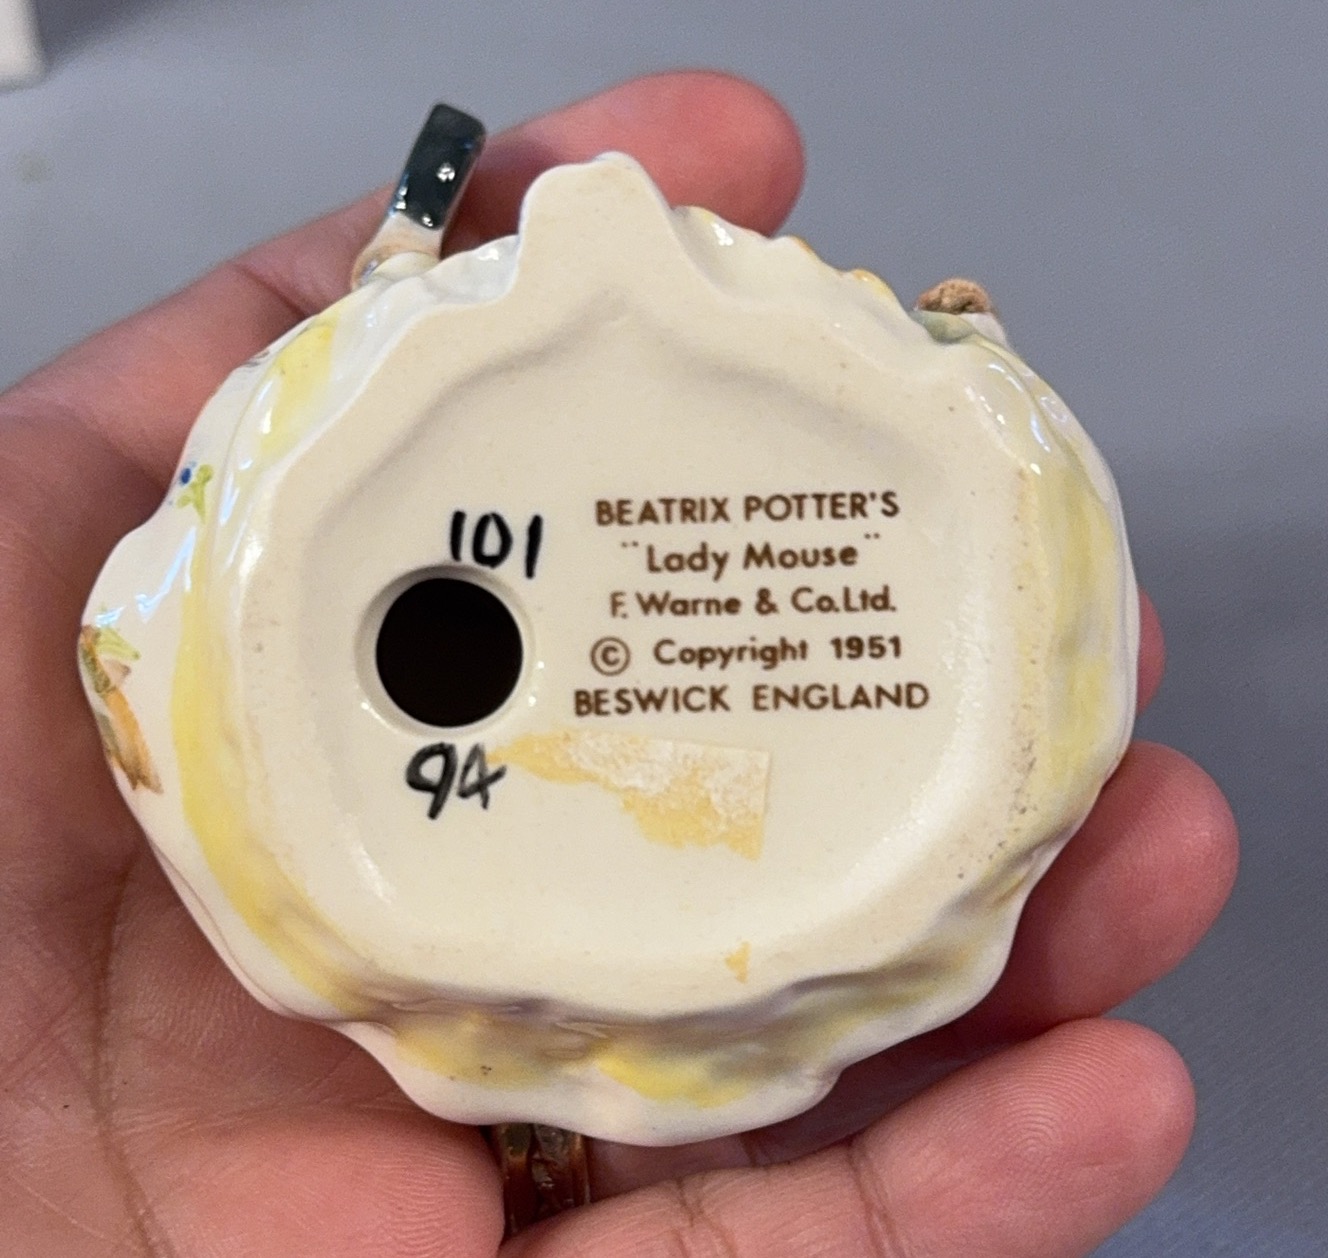 101
BEATRIX POTTER'S
"Lady Mouse"
F. Warne & Co.Ltd.
© Copyright 1951
BESWICK ENGLAND
94